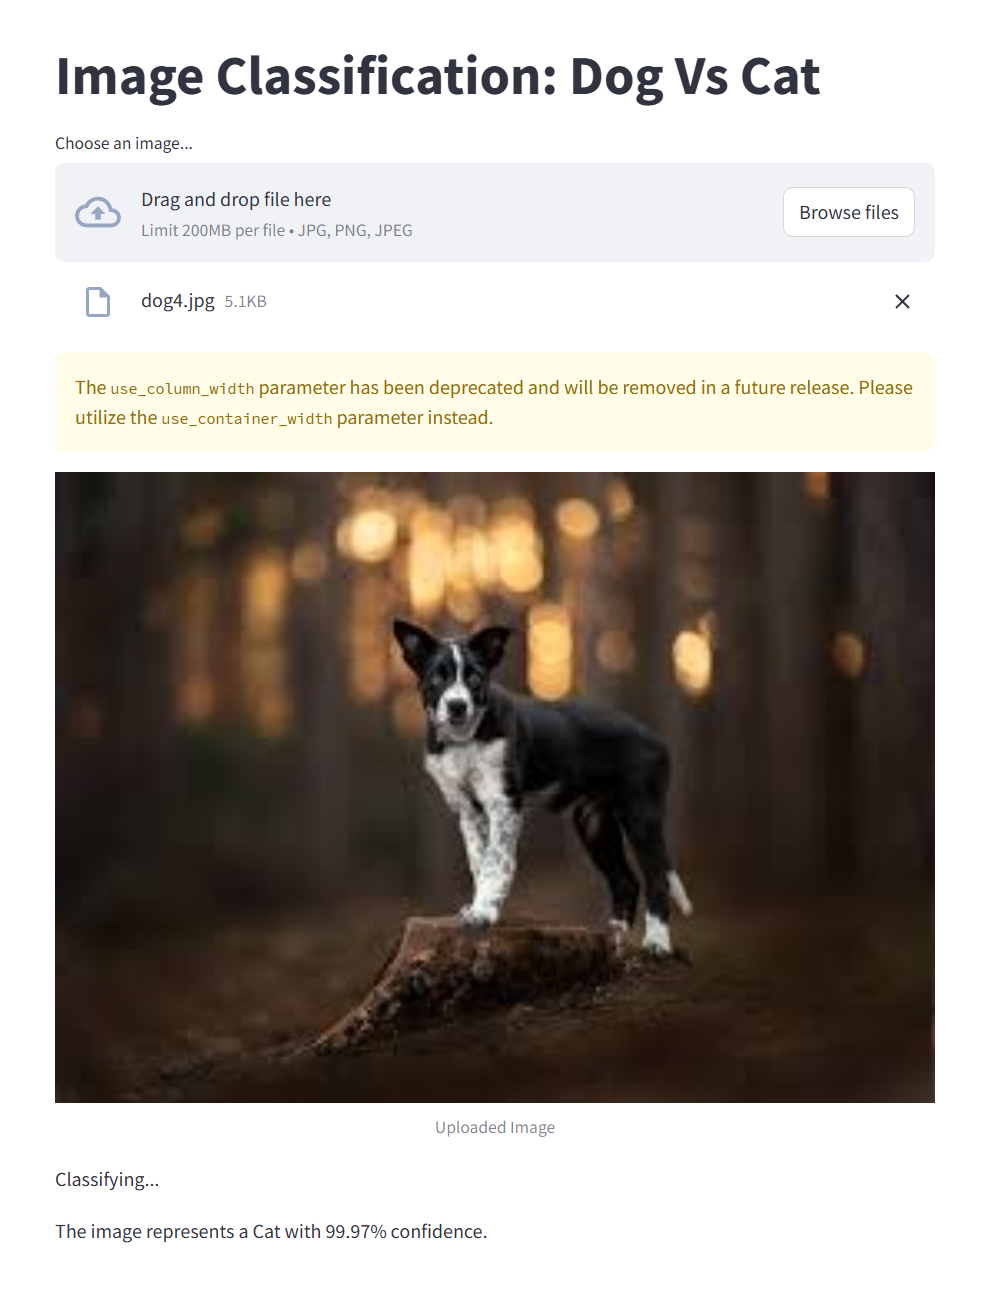 Image Classification: Dog Vs Cat
Choose an image...
Drag and drop file here
Limit 200MB per file • JPG, PNG, JPEG
Browse files
dog4.jpg 5.1KB
The use_column_width parameter has been deprecated and will be removed in a future release. Please
utilize the use_container_width parameter instead.
Uploaded Image
Classifying...
The image represents a Cat with 99.97% confidence.